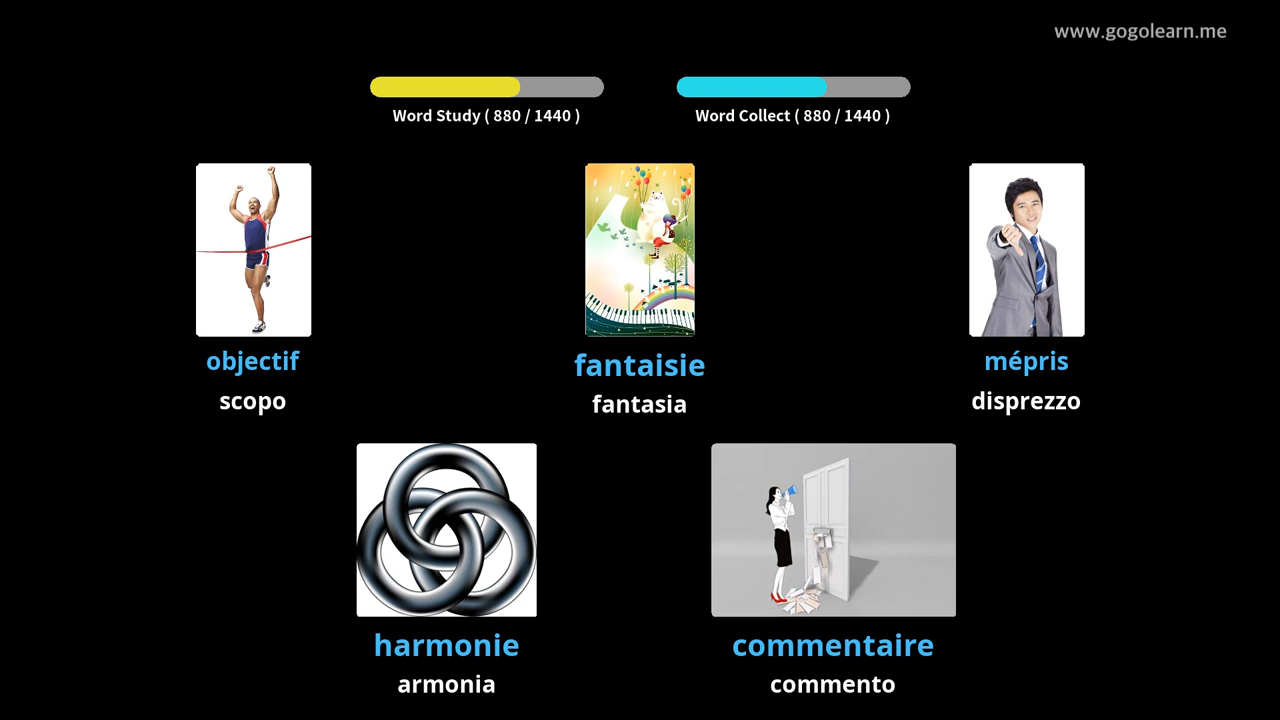 www.gogolearn.me
Word Study ( 880 / 1440 )
Word Collect ( 880 / 1440 )
objectif
scopo
fantaisie
fantasia
mépris
disprezzo
harmonie
armonia
commentaire
commento